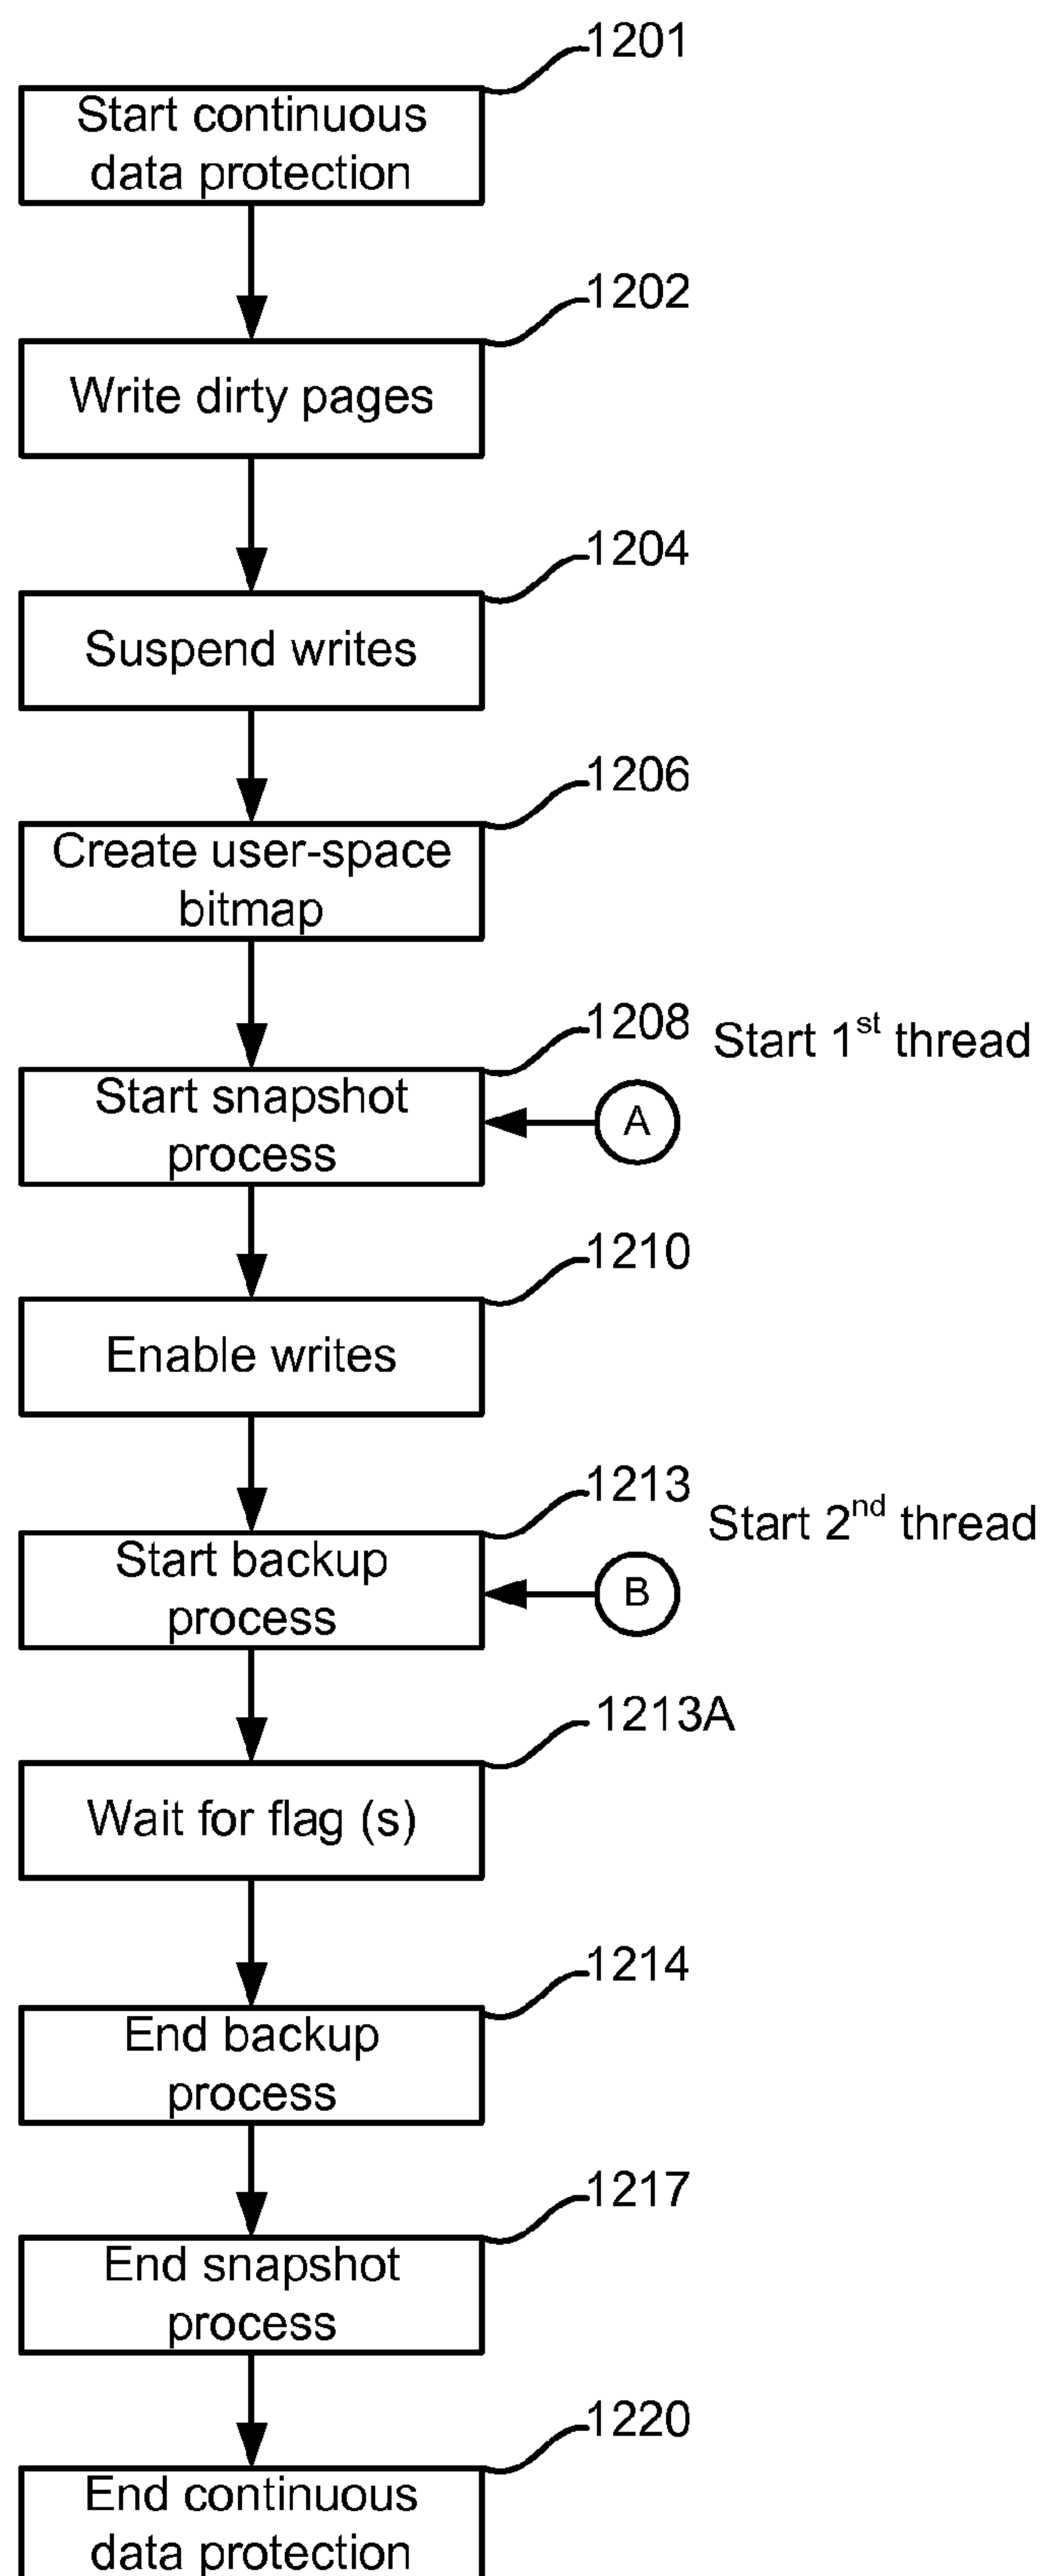 1201
Start continuous
data protection
1202
Write dirty pages
1204
Suspend writes
1206
Create user-space
bitmap
1208 Start 1st thread
Start snapshot
process
A
1210
Enable writes
1213 Start 2nd thread
Start backup
process
B
1213A
Wait for flag (s)
1214
End backup
process
1217
End snapshot
process
1220
End continuous
data protection